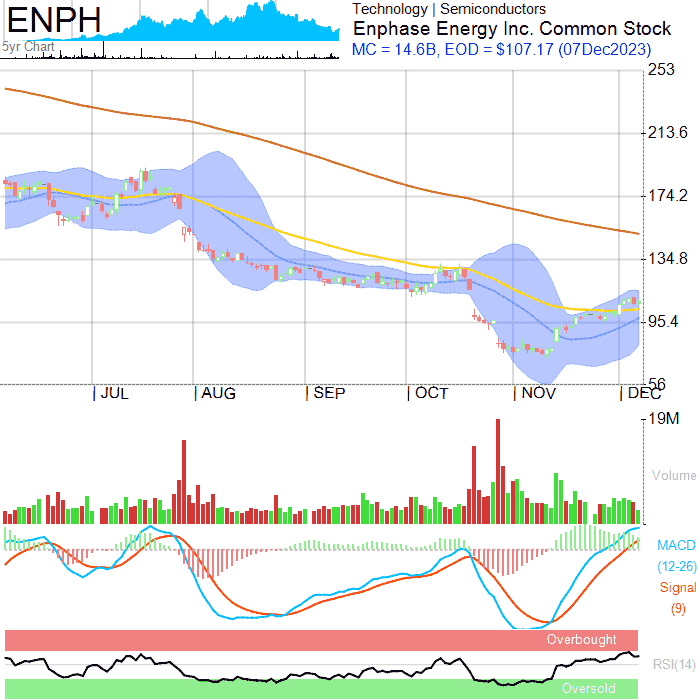 ENPH
5yr Chart
Technology | Semiconductors
Enphase Energy Inc. Common Stock
MC = 14.6B, EOD = $107.17 (07Dec2023)
253
213.6
174.2
134.8
95.4
56
JUL AUG SEP OCT NOV DEC
19M
Volume
MACD
(12-26)
Signal
(9)
Overbought
RSI(14)
Oversold